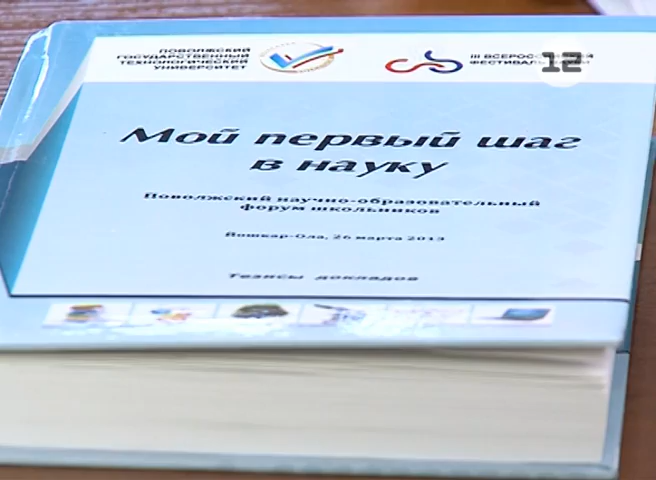 ПОВОЛЖСКИЙ
ГОСУДАРСТВЕННЫЙ
ТЕХНОЛОГИЧЕСКИЙ
УНИВЕРСИТЕТ
III ВСЕРОССИЙСКИЙ
ФЕСТИВАЛЬ
12
Мой первый шаг
в науку
Поволжский научно-образовательный
форум школьников
Йошкар-Ола, 26 марта 2013
Тезисы докладов